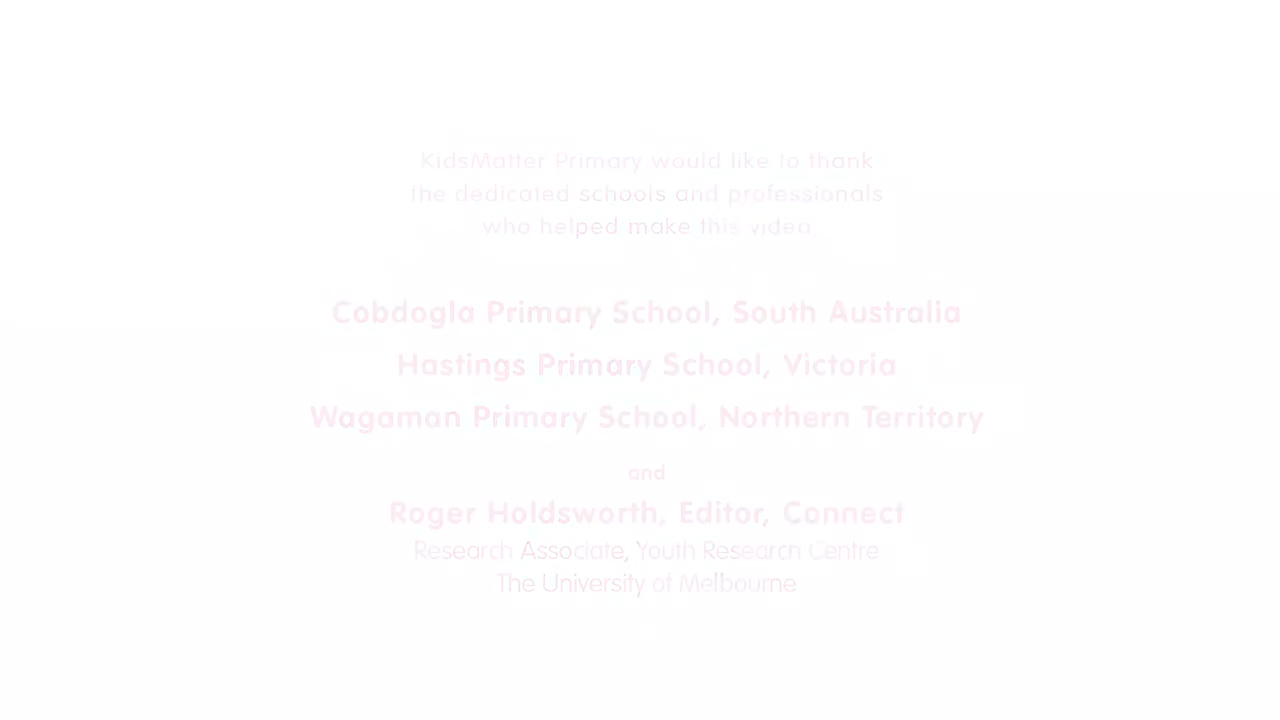 KidsMatter Primary would like to thank
the dedicated schools and professionals
who helped make this video
Cobdogla Primary School, South Australia
Hastings Primary School, Victoria
Wagaman Primary School, Northern Territory
and
Roger Holdsworth, Editor, Connect
Research Associate, Youth Research Centre
The University of Melbourne